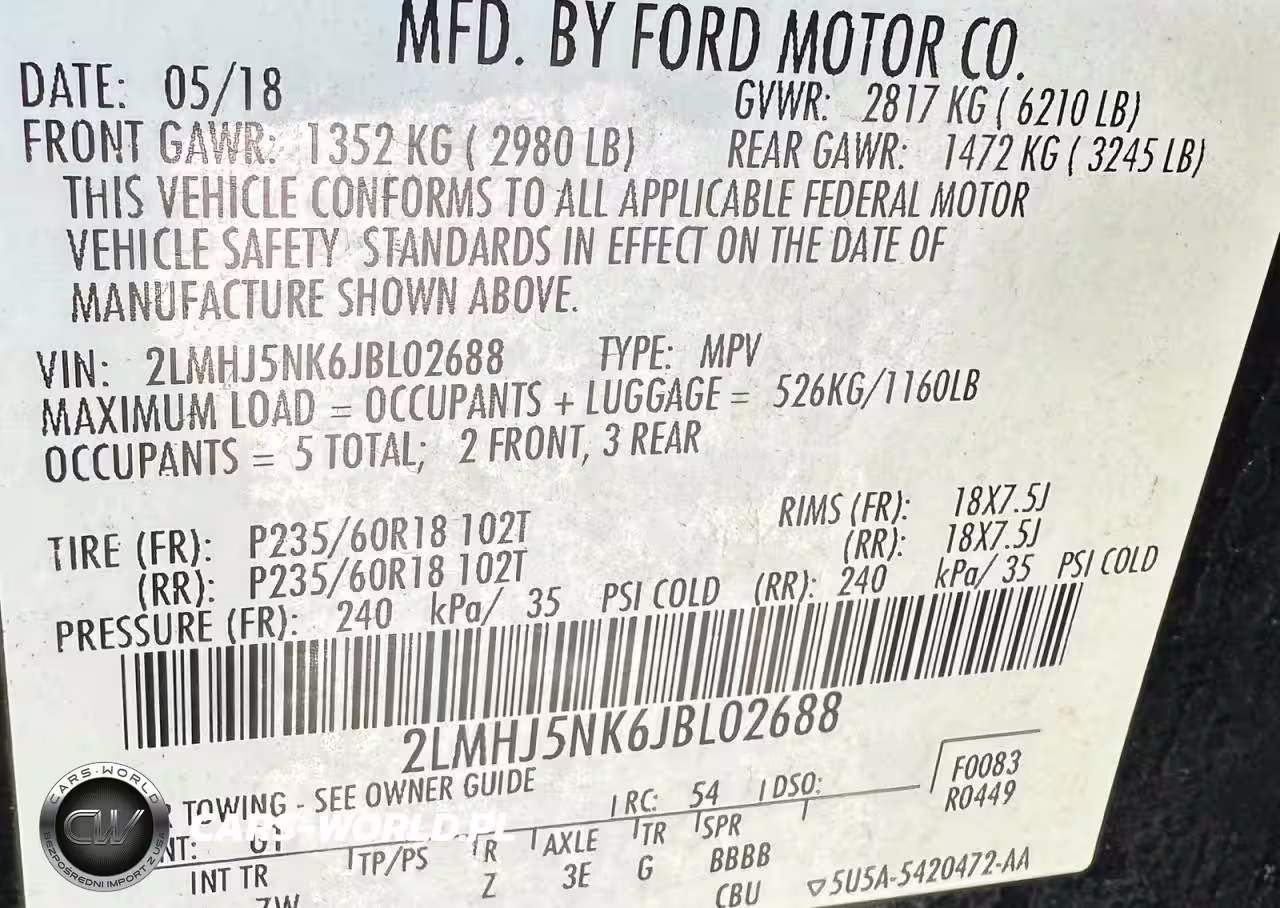 MFD. BY FORD MOTOR CO.
DATE: 05/18 GVWR: 2817 KG ( 6210 LB)
FRONT GAWR: 1352 KG ( 2980 LB) REAR GAWR: 1472 KG ( 3245 LB)
THIS VEHICLE CONFORMS TO ALL APPLICABLE FEDERAL MOTOR
VEHICLE SAFETY STANDARDS IN EFFECT ON THE DATE OF
MANUFACTURE SHOWN ABOVE.
VIN: 2LMHJ5NK6JBL02688 TYPE: MPV
MAXIMUM LOAD = OCCUPANTS + LUGGAGE = 526KG/1160LB
OCCUPANTS = 5 TOTAL; 2 FRONT, 3 REAR
TIRE (FR): P235/60R18 102T RIMS (FR): 18X7.5J
(RR): P235/60R18 102T (RR): 18X7.5J
PRESSURE (FR): 240 kPa/ 35 PSI COLD (RR): 240 kPa/ 35 PSI COLD
2LMHJ5NK6JBL02688
TOWING - SEE OWNER GUIDE
RC: 54 DSO:
F0083
R0449
INT TR TP/PS R AXLE TR SPR
Z 3E G BBBB
CBU
5U5A-5420472-AA
CARS-WORLD
CW
BEZPOSREDNI IMPORT Z USA
CARS-WORLD.PL